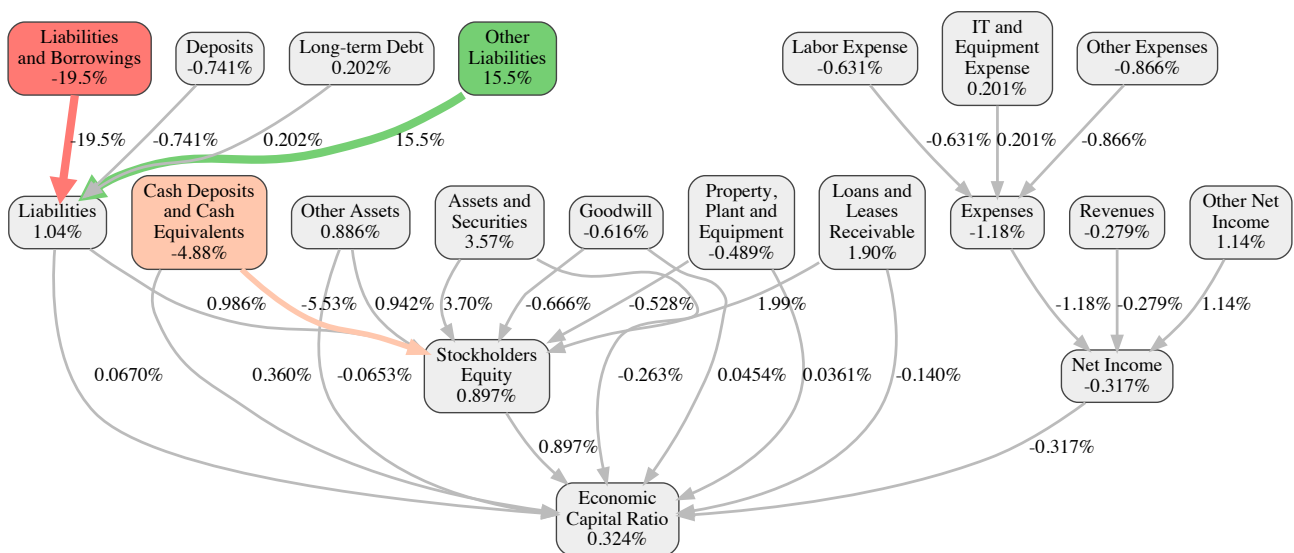 Liabilities
and Borrowings
-19.5%
Deposits
-0.741%
Long-term Debt
0.202%
Other
Liabilities
15.5%
Labor Expense
-0.631%
IT and
Equipment
Expense
0.201%
Other Expenses
-0.866%
-19.5%
-0.741%
0.202%
15.5%
-0.631%
0.201%
-0.866%
Liabilities
1.04%
Cash Deposits
and Cash
Equivalents
-4.88%
Other Assets
0.886%
Assets and
Securities
3.57%
Goodwill
-0.616%
Property,
Plant and
Equipment
-0.489%
Loans and
Leases
Receivable
1.90%
Expenses
-1.18%
Revenues
-0.279%
Other Net
Income
1.14%
0.986%
-5.53%
0.942%
3.70%
-0.666%
-0.528%
1.99%
-1.18%
-0.279%
1.14%
Stockholders
Equity
0.897%
Net Income
-0.317%
0.0670%
0.360%
-0.0653%
-0.263%
0.0454%
0.0361%
-0.140%
0.897%
-0.317%
Economic
Capital Ratio
0.324%